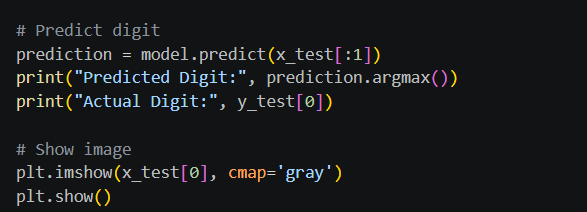 # Predict digit
prediction = model.predict(x_test[:1])
print("Predicted Digit:", prediction.argmax())
print("Actual Digit:", y_test[0])

# Show image
plt.imshow(x_test[0], cmap='gray')
plt.show()